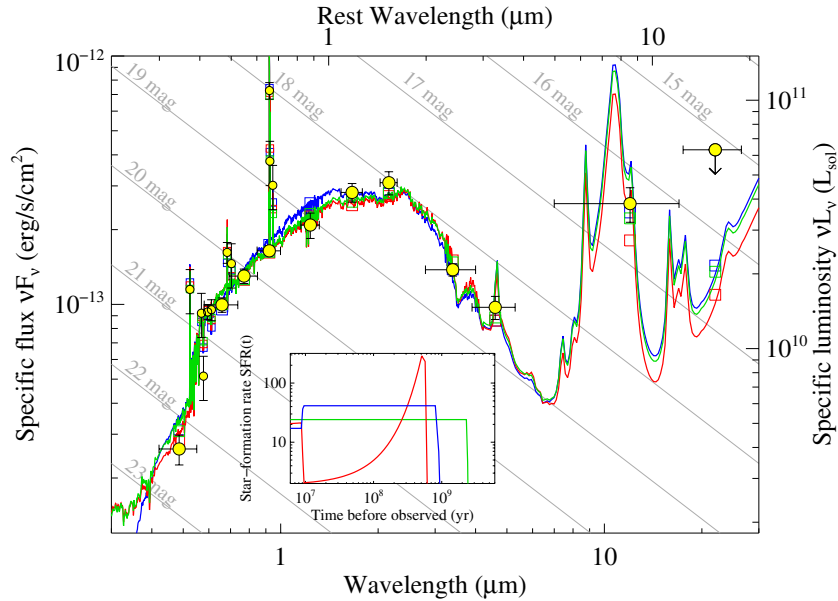 Rest Wavelength (μm)
1 10
10⁻¹²
19 mag
18 mag
17 mag
16 mag
15 mag
10¹¹
20 mag
Specific flux νFᵥ (erg/s/cm²)
Specific luminosity νLᵥ (Lsol)
21 mag
10⁻¹³
10¹⁰
22 mag
23 mag
Star−formation rate SFR(t)
100
10
10⁷ 10⁸ 10⁹
Time before observed (yr)
1 10
Wavelength (μm)